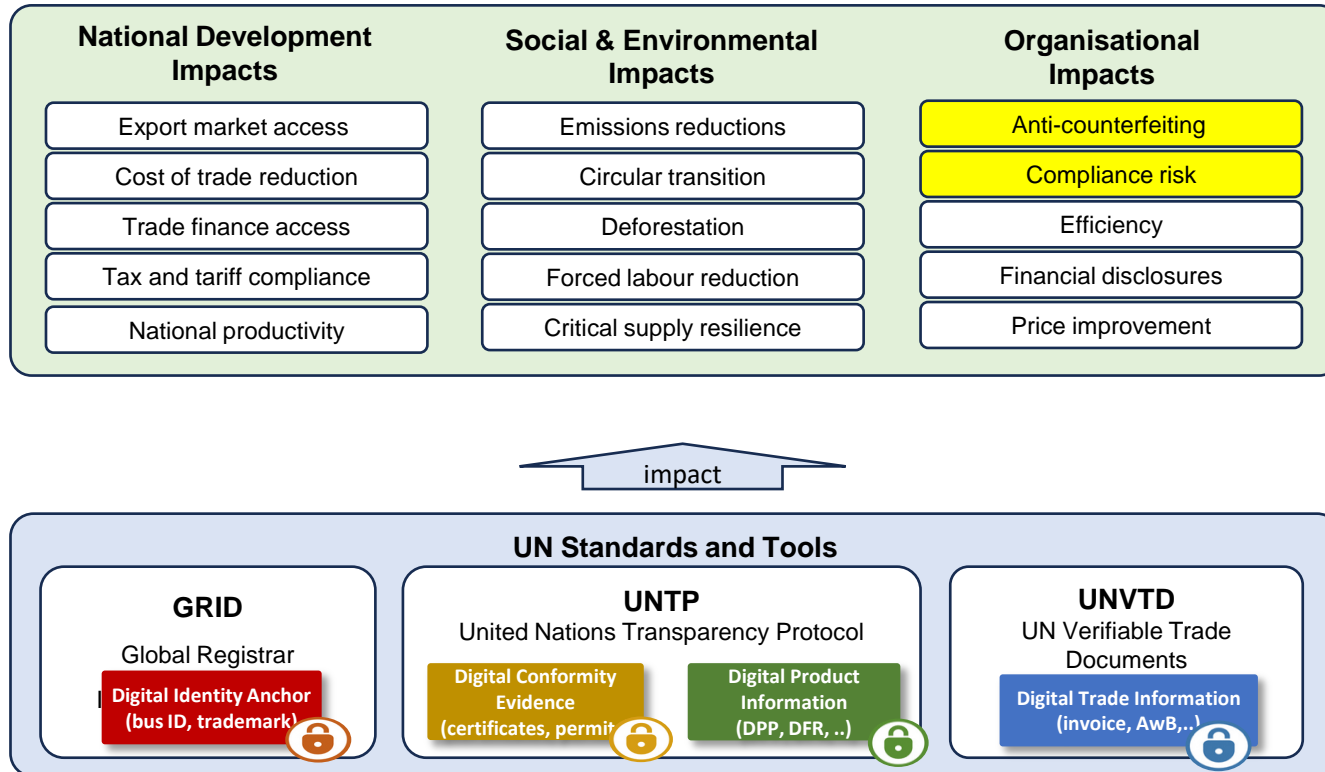 National Development
Impacts
Export market access
Cost of trade reduction
Trade finance access
Tax and tariff compliance
National productivity
Social & Environmental
Impacts
Emissions reductions
Circular transition
Deforestation
Forced labour reduction
Critical supply resilience
Organisational
Impacts
Anti-counterfeiting
Compliance risk
Efficiency
Financial disclosures
Price improvement
impact
UN Standards and Tools
GRID
Global Registrar
Digital Identity Anchor
(bus ID, trademark)
UNTP
United Nations Transparency Protocol
Digital Conformity
Evidence
(certificates, permit
Digital Product
Information
(DPP, DFR, ..)
UNVTD
UN Verifiable Trade
Documents
Digital Trade Information
(invoice, AwB,..)